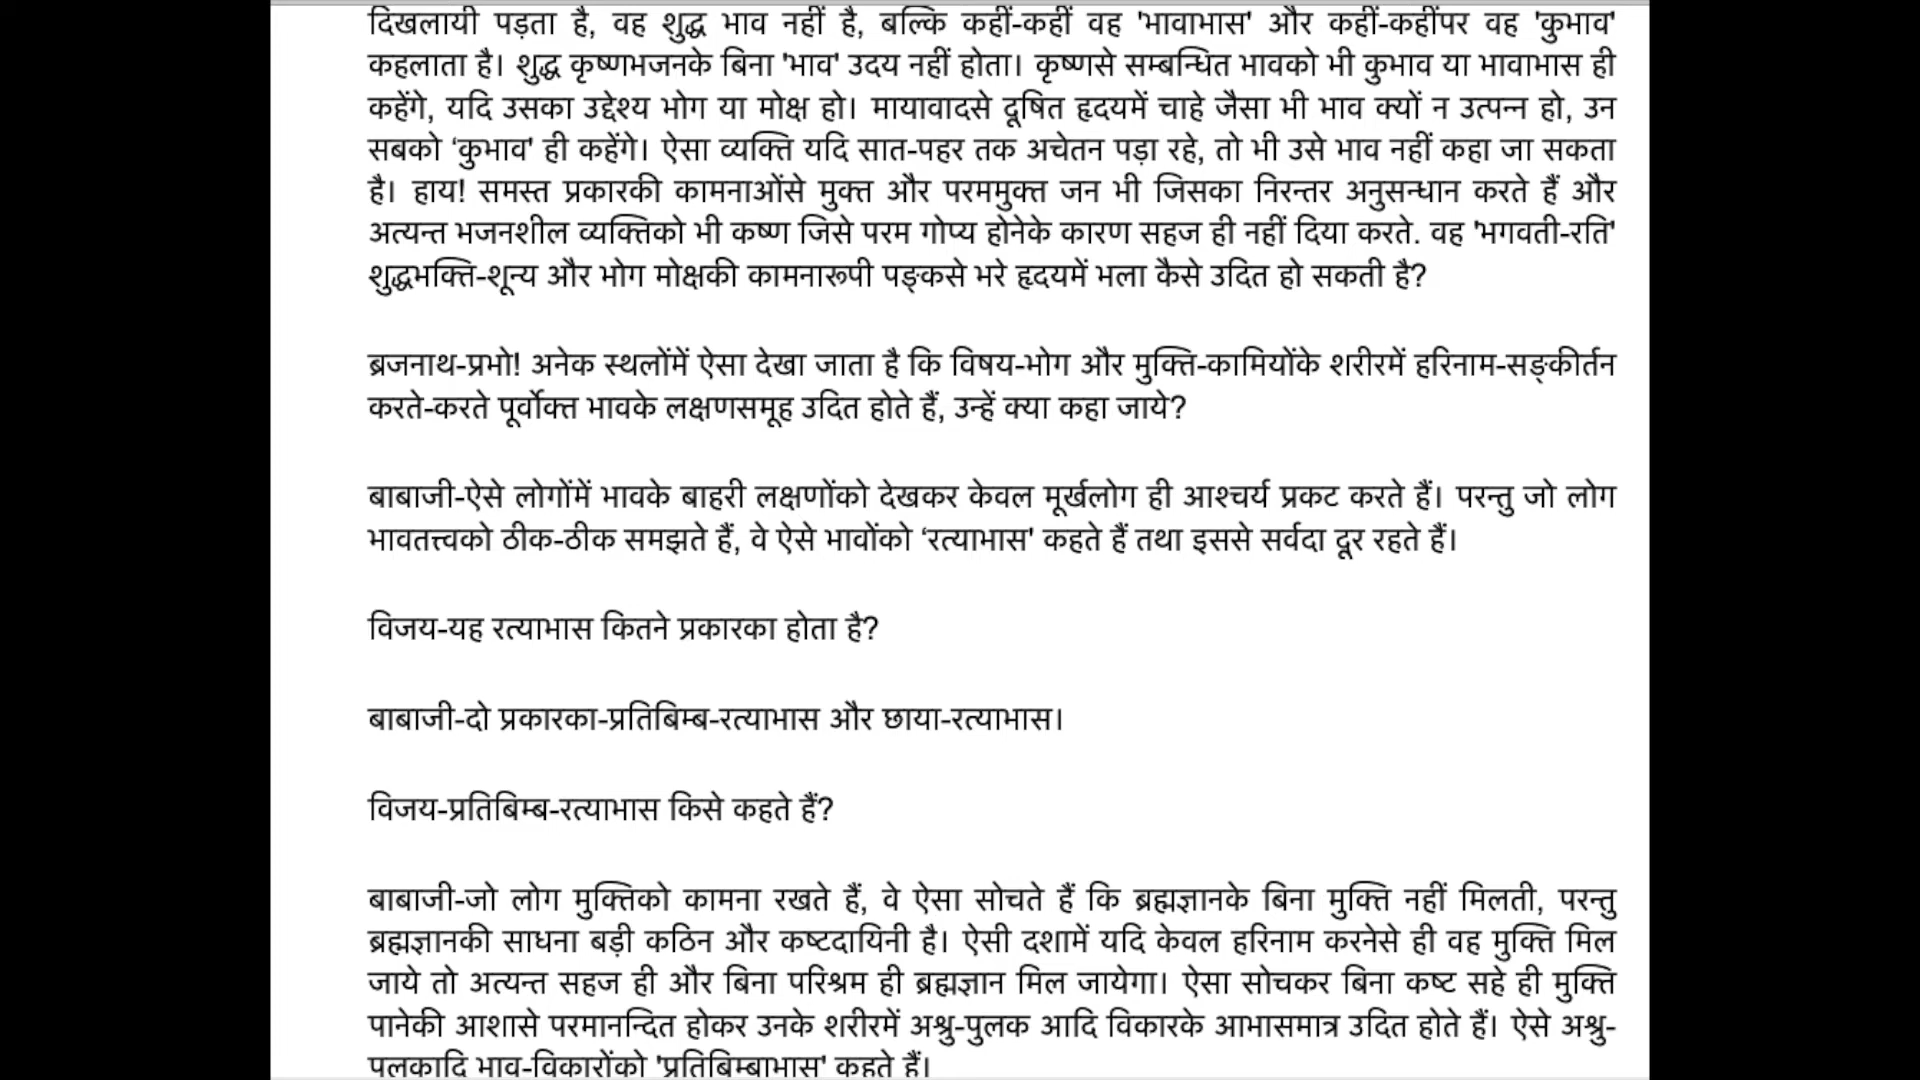 दिखलायी पड़ता है, वह शुद्ध भाव नहीं है, बल्कि कहीं-कहीं वह 'भावाभास' और कहीं-कहींपर वह 'कुभाव'
कहलाता है। शुद्ध कृष्णभजनके बिना 'भाव' उदय नहीं होता। कृष्णसे सम्बन्धित भावको भी कुभाव या भावाभास ही
कहेंगे, यदि उसका उद्देश्य भोग या मोक्ष हो। मायावादसे दूषित हृदयमें चाहे जैसा भी भाव क्यों न उत्पन्न हो, उन
सबको ‘कुभाव' ही कहेंगे। ऐसा व्यक्ति यदि सात-पहर तक अचेतन पड़ा रहे, तो भी उसे भाव नहीं कहा जा सकता
है। हाय! समस्त प्रकारकी कामनाओंसे मुक्त और परममुक्त जन भी जिसका निरन्तर अनुसन्धान करते हैं और
अत्यन्त भजनशील व्यक्तिको भी कष्ण जिसे परम गोप्य होनेके कारण सहज ही नहीं दिया करते. वह 'भगवती-रति'
शुद्धभक्ति-शून्य और भोग मोक्षकी कामनारूपी पङ्कसे भरे हृदयमें भला कैसे उदित हो सकती है?
ब्रजनाथ-प्रभो! अनेक स्थलोंमें ऐसा देखा जाता है कि विषय-भोग और मुक्ति-कामियोंके शरीरमें हरिनाम-सङ्कीर्तन
करते-करते पूर्वोक्त भावके लक्षणसमूह उदित होते हैं, उन्हें क्या कहा जाये?
बाबाजी-ऐसे लोगोंमें भावके बाहरी लक्षणोंको देखकर केवल मूर्खलोग ही आश्चर्य प्रकट करते हैं। परन्तु जो लोग
भावतत्त्वको ठीक-ठीक समझते हैं, वे ऐसे भावोंको ‘रत्याभास' कहते हैं तथा इससे सर्वदा दूर रहते हैं।
विजय-यह रत्याभास कितने प्रकारका होता है?
बाबाजी-दो प्रकारका-प्रतिबिम्ब-रत्याभास और छाया-रत्याभास।
विजय-प्रतिबिम्ब-रत्याभास किसे कहते हैं?
बाबाजी-जो लोग मुक्तिको कामना रखते हैं, वे ऐसा सोचते हैं कि ब्रह्मज्ञानके बिना मुक्ति नहीं मिलती, परन्तु
ब्रह्मज्ञानकी साधना बड़ी कठिन और कष्टदायिनी है। ऐसी दशामें यदि केवल हरिनाम करनेसे ही वह मुक्ति मिल
जाये तो अत्यन्त सहज ही और बिना परिश्रम ही ब्रह्मज्ञान मिल जायेगा। ऐसा सोचकर बिना कष्ट सहे ही मुक्ति
पानेकी आशासे परमानन्दित होकर उनके शरीरमें अश्रु-पुलक आदि विकारके आभासमात्र उदित होते हैं। ऐसे अश्रु-
पुलकादि भाव-विकारोंको 'प्रतिबिम्बाभास' कहते हैं।